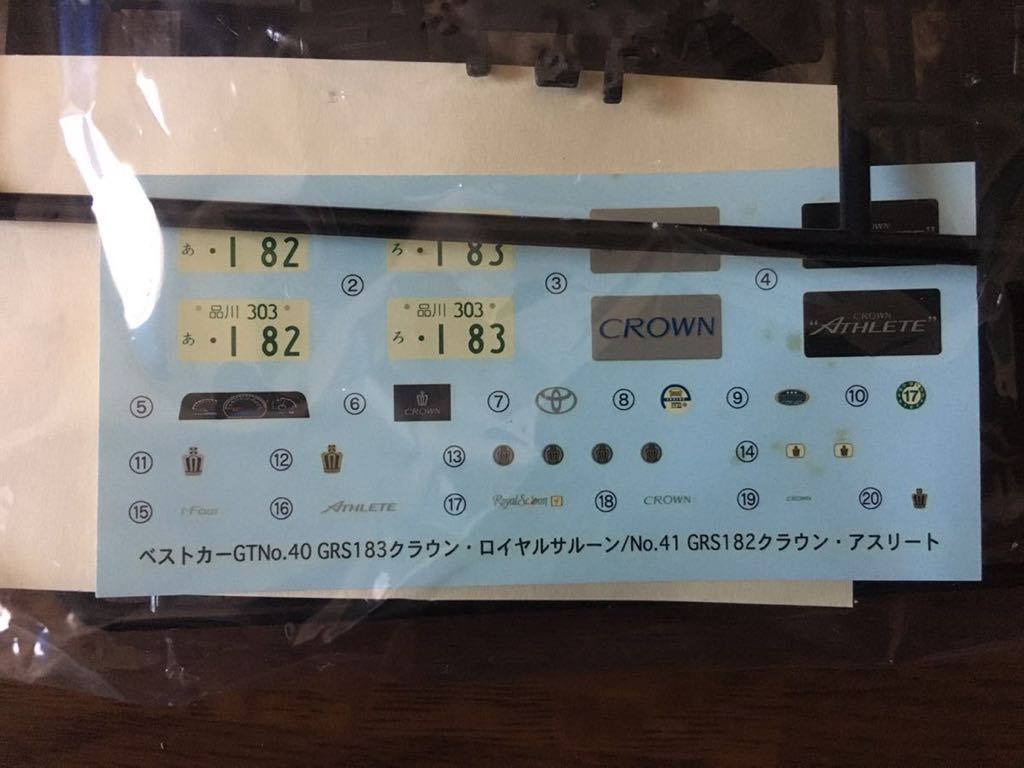 あ ・1 82
ろ ・1 83
② ③ ④
品川 303
あ ・1 82
品川 303
ろ ・1 83
CROWN
CROWN
"ATHLETE"
⑤ ⑥ CROWN ⑦ ⑧ ⑨ ⑩ 17
⑪ ⑫ ⑬ ⑭
⑮ i-Four ⑯ ATHLETE ⑰ RoyalSaloon ⑱ CROWN ⑲ CROWN ⑳
ベストカーGTNo.40 GRS183クラウン・ロイヤルサルーン/No.41 GRS182クラウン・アスリート